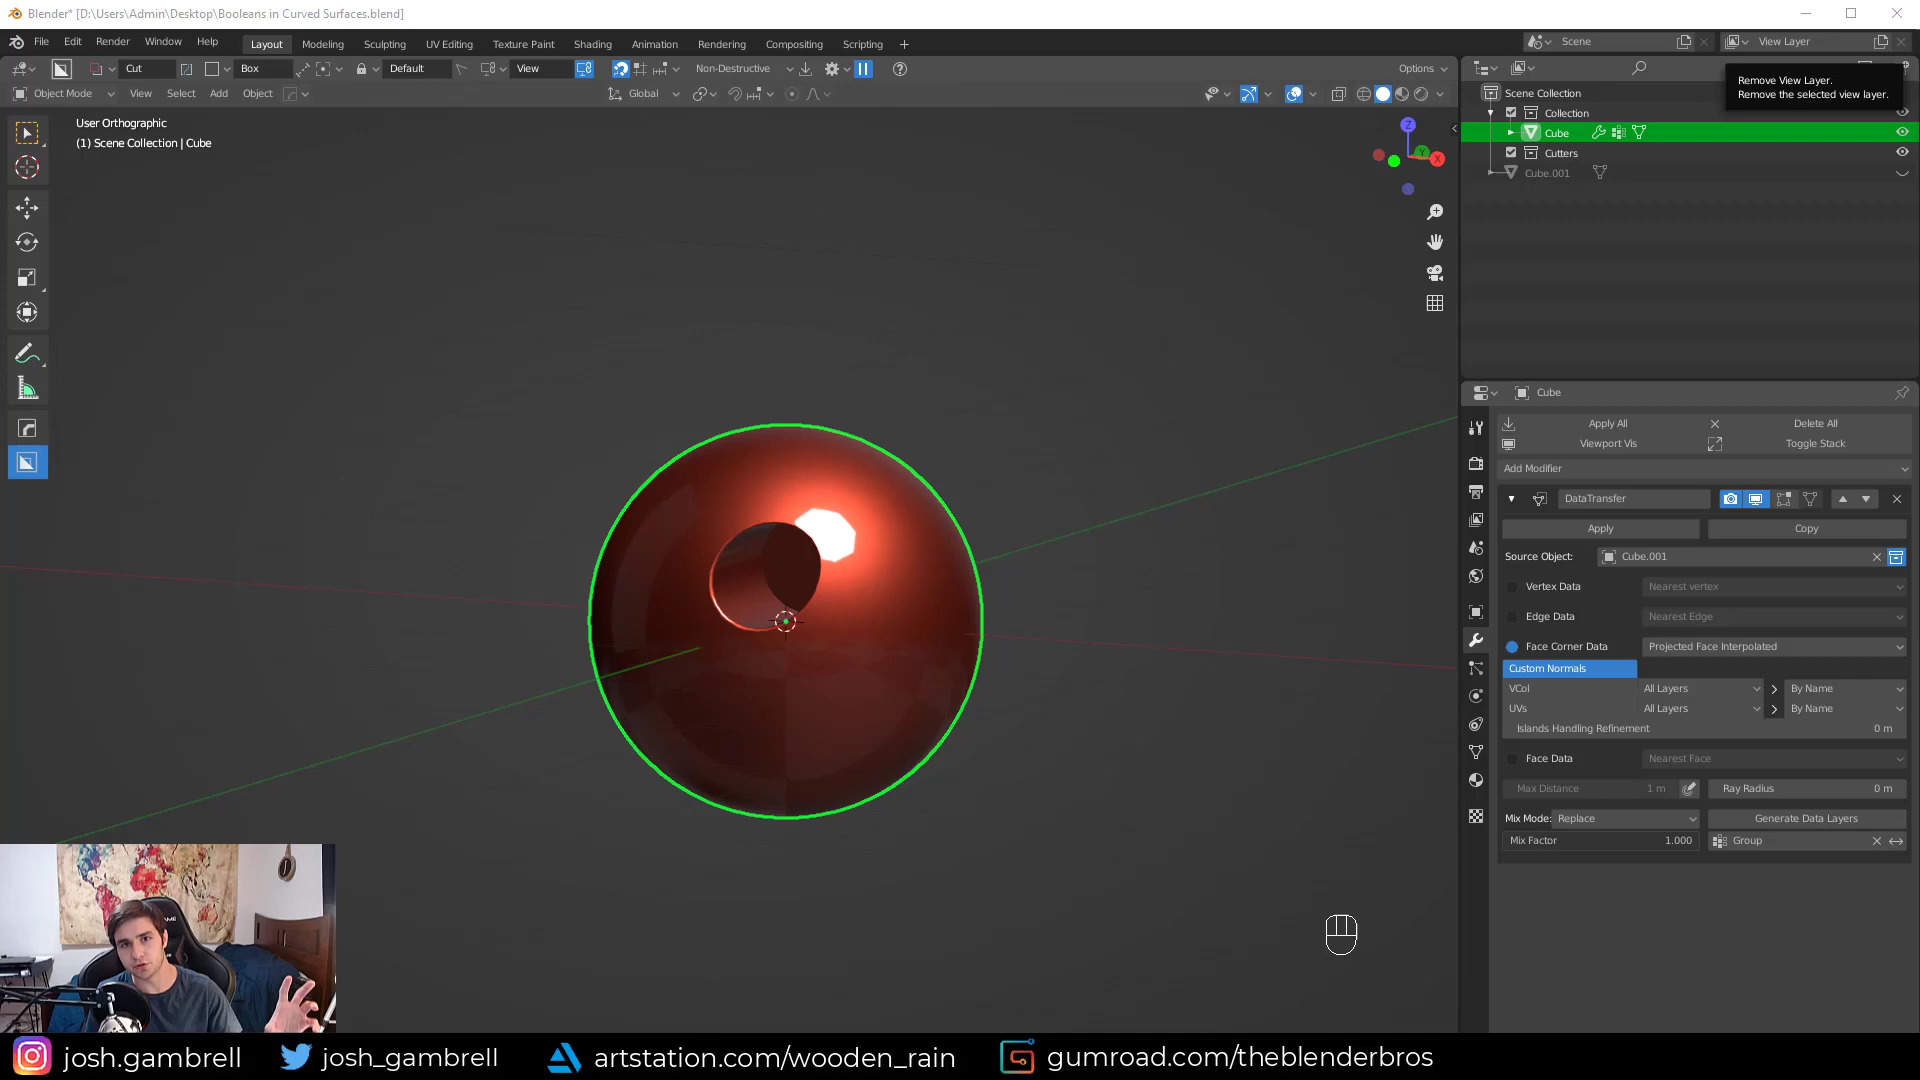 Blender* [D:\Users\Admin\Desktop\Booleans in Curved Surfaces.blend]
File Edit Render Window Help Layout Modeling Sculpting UV Editing Texture Paint Shading Animation Rendering Compositing Scripting + Scene View Layer
Cut Box Default View Non-Destructive Options
Object Mode View Select Add Object Global
Remove View Layer.
Remove the selected view layer.
User Orthographic
(1) Scene Collection | Cube
Z
Y
X
Scene Collection
Collection
Cube
Cutters
Cube.001
Cube
Apply All Delete All
Viewport Vis Toggle Stack
Add Modifier
DataTransfer
Apply Copy
Source Object: Cube.001
Vertex Data Nearest vertex
Edge Data Nearest Edge
Face Corner Data Projected Face Interpolated
Custom Normals
VCol All Layers By Name
UVs All Layers By Name
Islands Handling Refinement 0 m
Face Data Nearest Face
Max Distance 1 m Ray Radius 0 m
Mix Mode: Replace Generate Data Layers
Mix Factor 1.000 Group
josh.gambrell josh_gambrell artstation.com/wooden_rain gumroad.com/theblenderbros